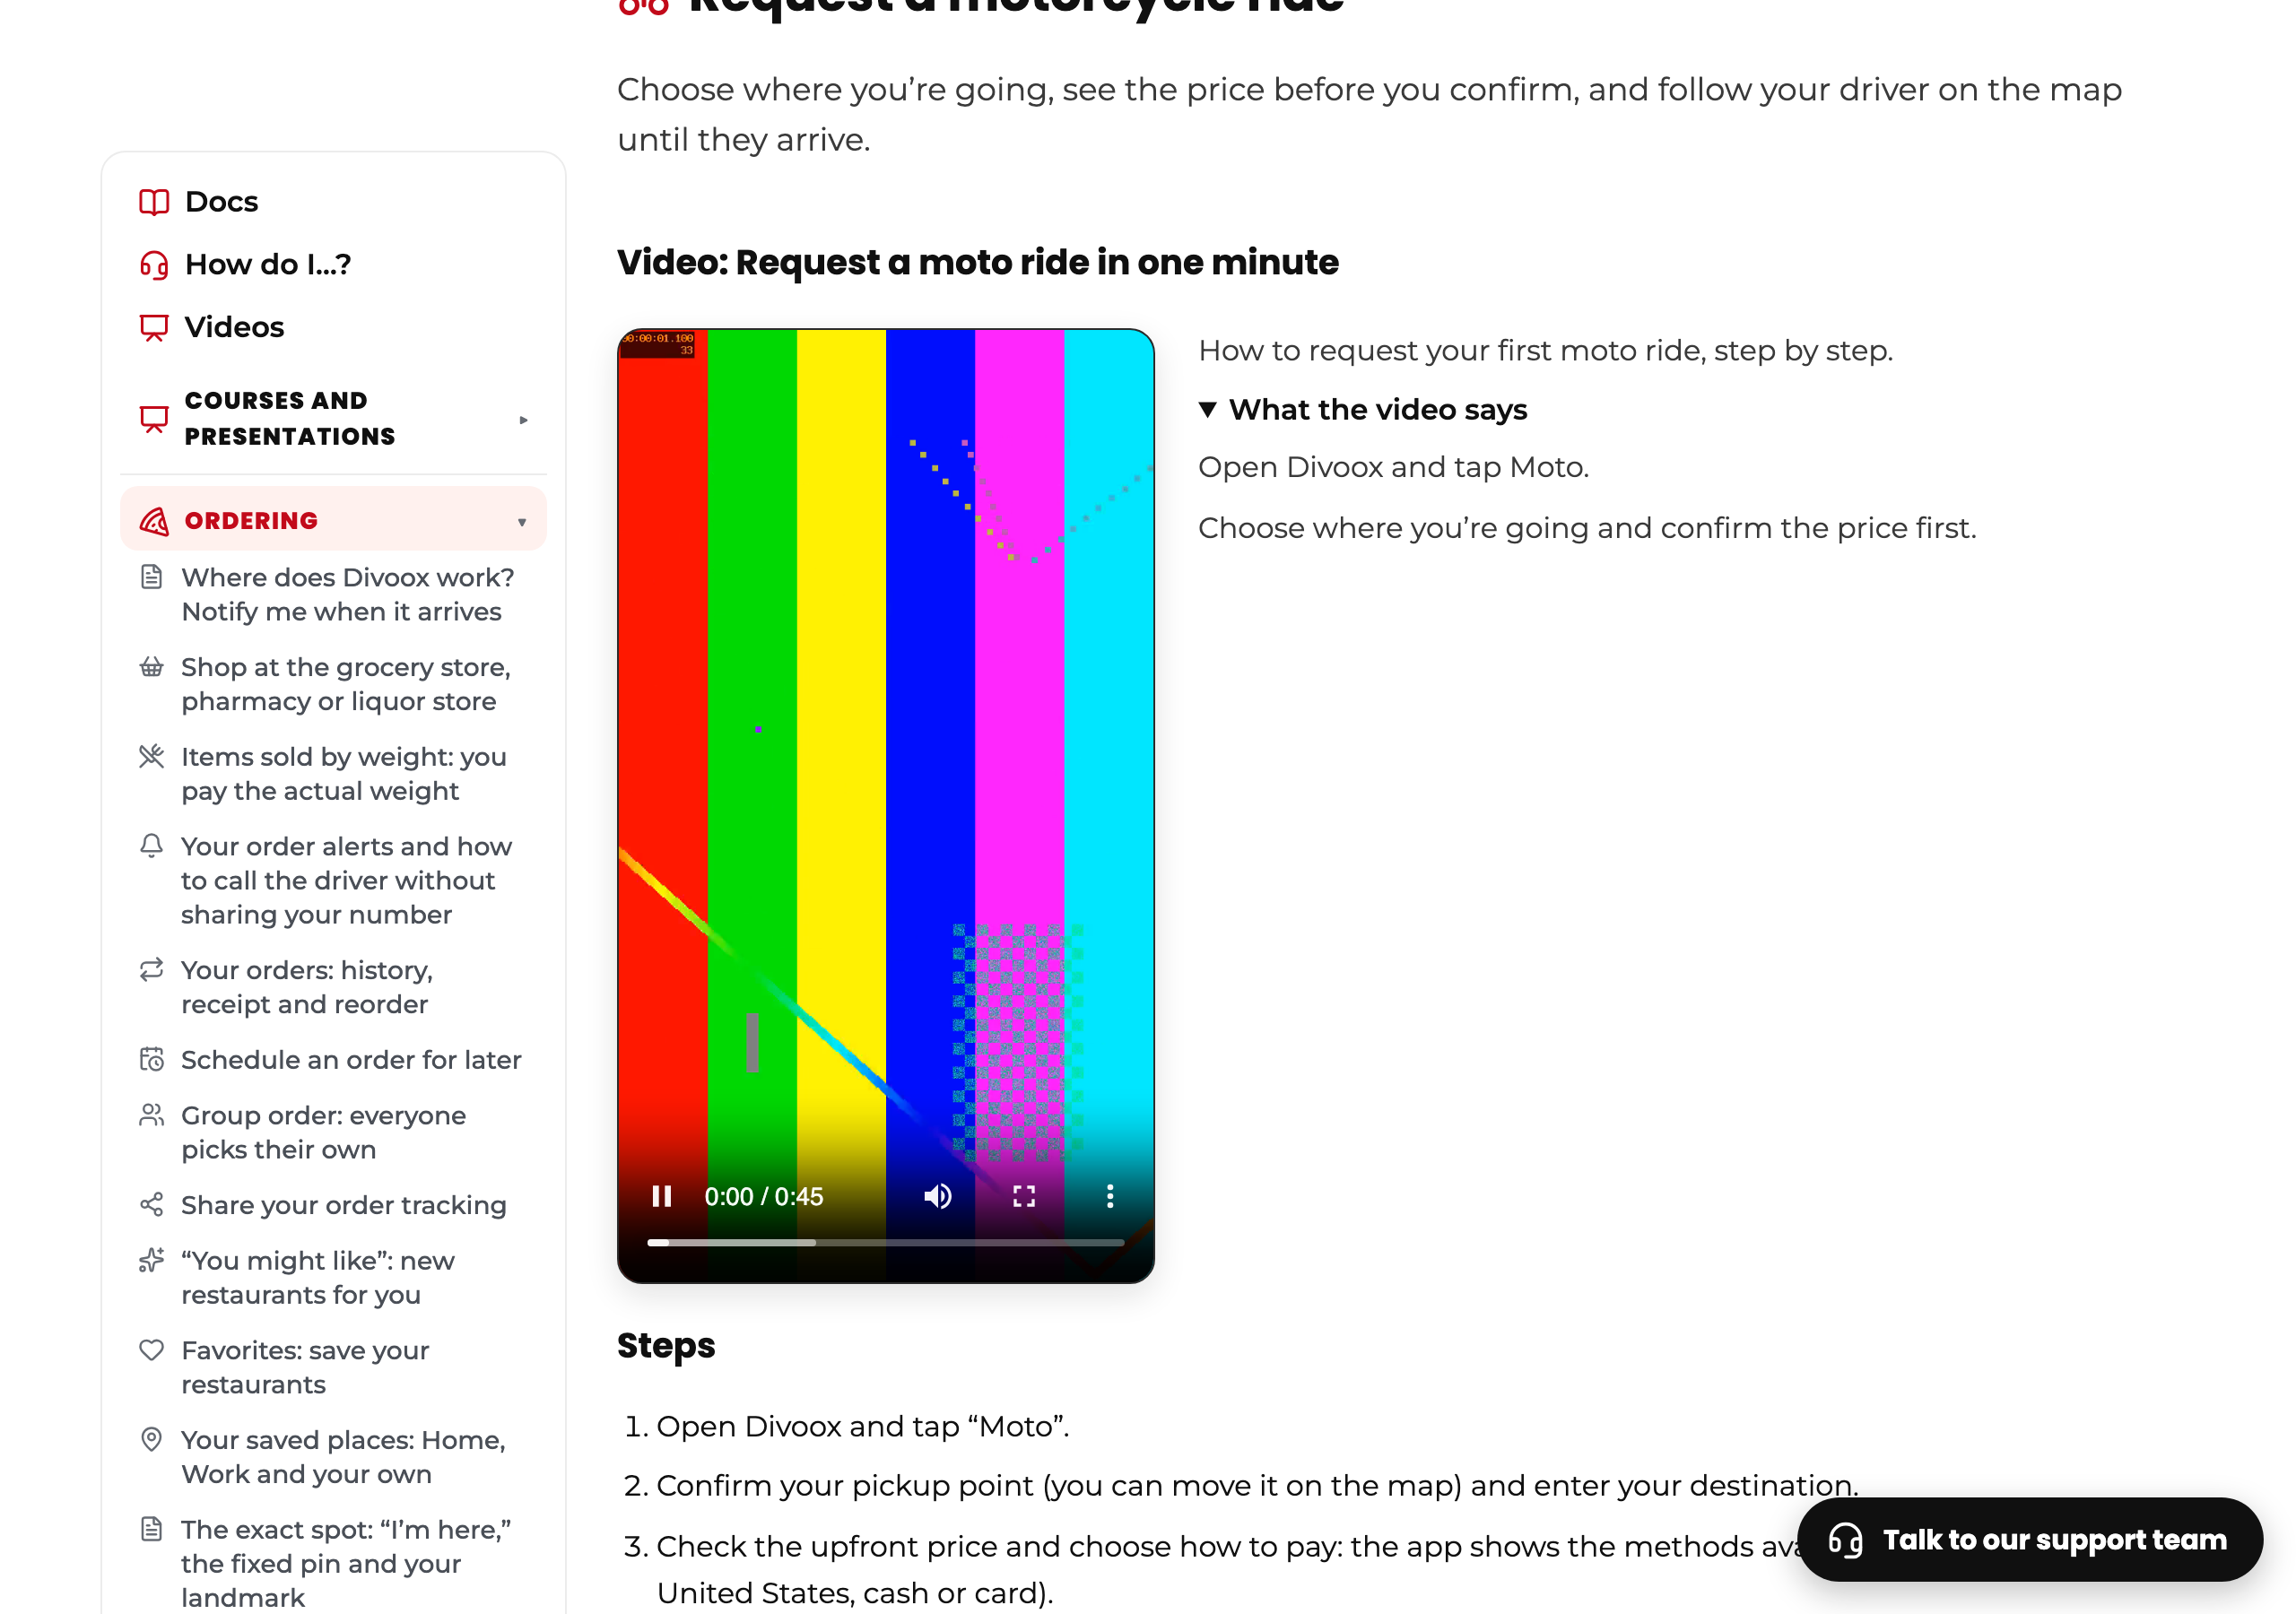 Request a motorcycle ride
Choose where you’re going, see the price before you confirm, and follow your driver on the map
until they arrive.
Docs
How do I...?
Videos
COURSES AND
PRESENTATIONS
ORDERING
Where does Divoox work?
Notify me when it arrives
Shop at the grocery store,
pharmacy or liquor store
Items sold by weight: you
pay the actual weight
Your order alerts and how
to call the driver without
sharing your number
Your orders: history,
receipt and reorder
Schedule an order for later
Group order: everyone
picks their own
Share your order tracking
“You might like”: new
restaurants for you
Favorites: save your
restaurants
Your saved places: Home,
Work and your own
The exact spot: “I’m here,”
the fixed pin and your
landmark
Video: Request a moto ride in one minute
00:00:01.100
33
0:00 / 0:45
How to request your first moto ride, step by step.
What the video says
Open Divoox and tap Moto.
Choose where you’re going and confirm the price first.
Steps
1. Open Divoox and tap “Moto”.
2. Confirm your pickup point (you can move it on the map) and enter your destination.
3. Check the upfront price and choose how to pay: the app shows the methods
United States, cash or card).
Talk to our support team